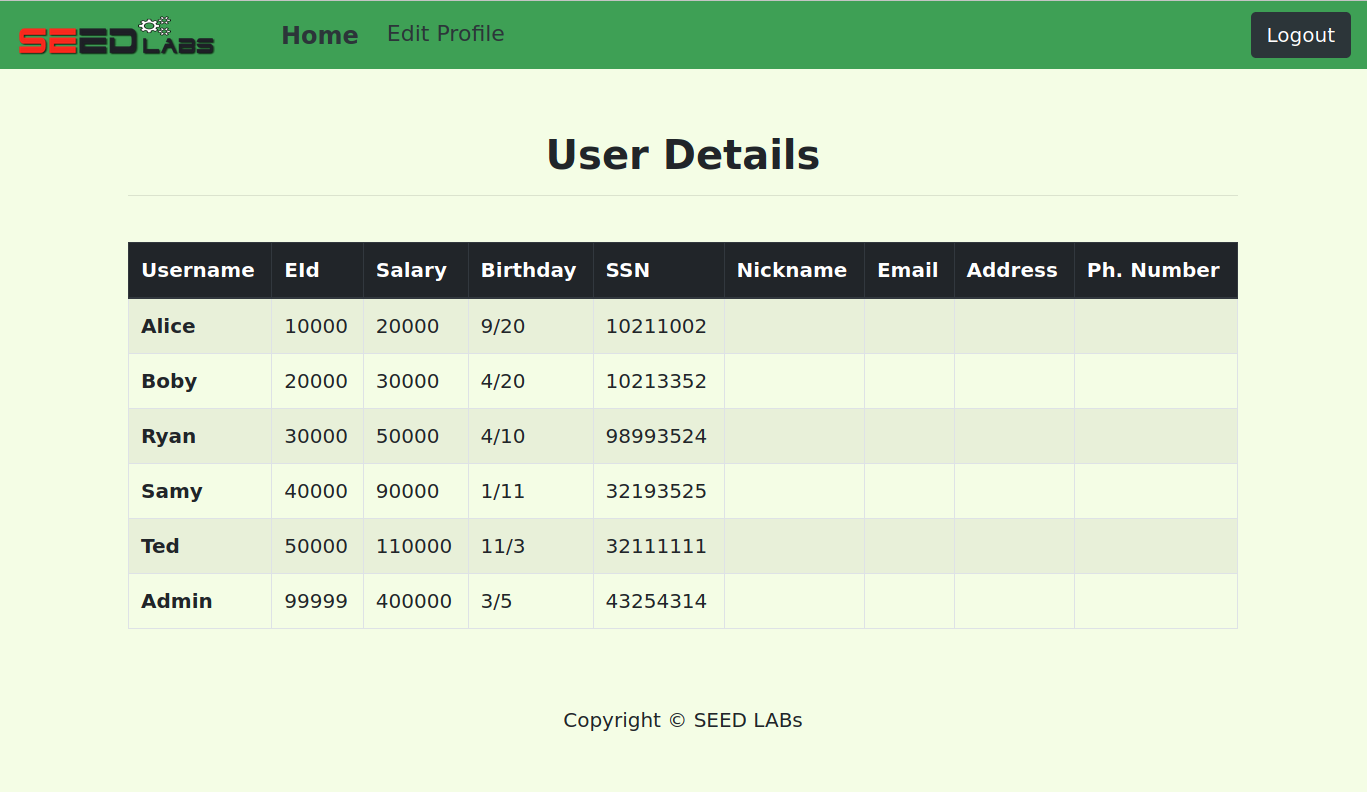 SEED LABS Home Edit Profile Logout
User Details
Username EId Salary Birthday SSN Nickname Email Address Ph. Number
Alice 10000 20000 9/20 10211002
Boby 20000 30000 4/20 10213352
Ryan 30000 50000 4/10 98993524
Samy 40000 90000 1/11 32193525
Ted 50000 110000 11/3 32111111
Admin 99999 400000 3/5 43254314
Copyright © SEED LABs